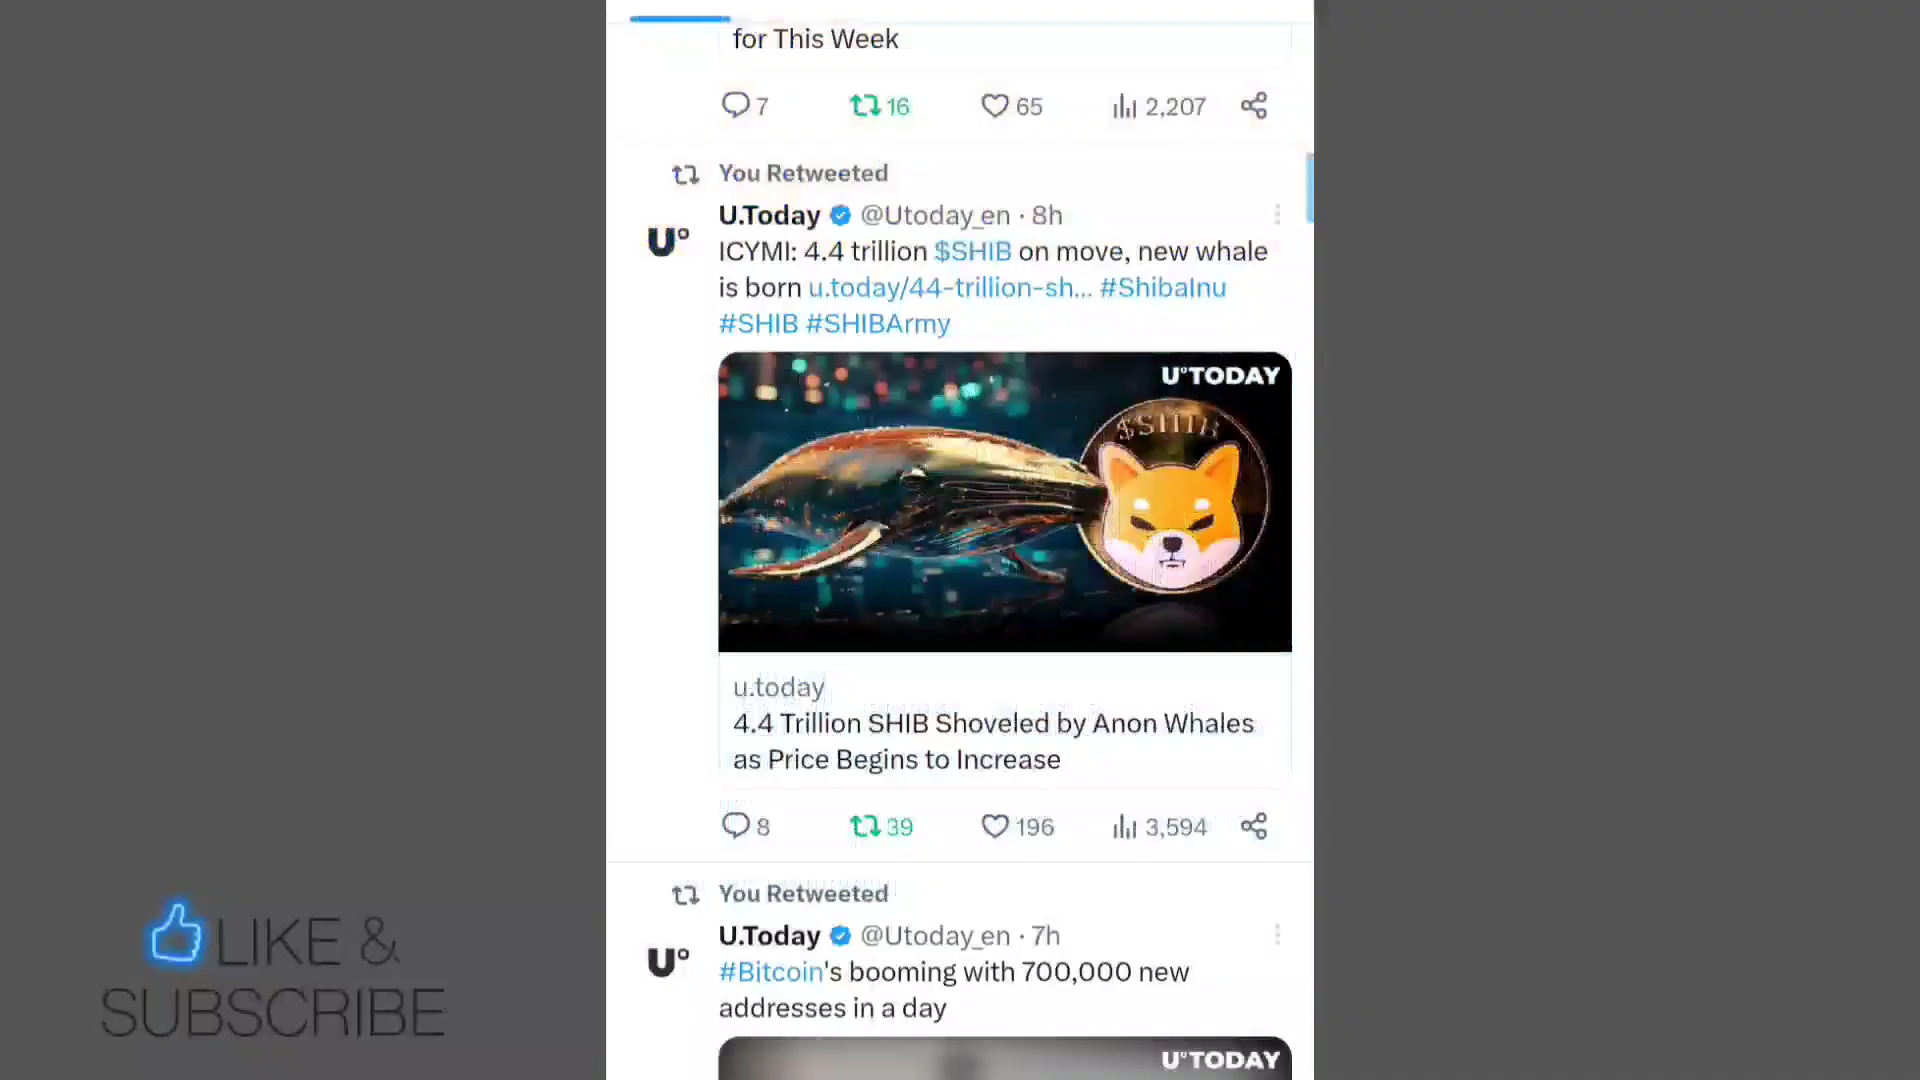 for This Week
7 16 65 2,207
You Retweeted
U.Today @Utoday_en · 8h
U°
ICYMI: 4.4 trillion $SHIB on move, new whale
is born u.today/44-trillion-sh... #ShibaInu
#SHIB #SHIBArmy
U°TODAY
$SHIB
u.today
4.4 Trillion SHIB Shoveled by Anon Whales
as Price Begins to Increase
8 39 196 3,594
You Retweeted
U.Today @Utoday_en · 7h
U°
#Bitcoin's booming with 700,000 new
addresses in a day
U°TODAY
LIKE &
SUBSCRIBE